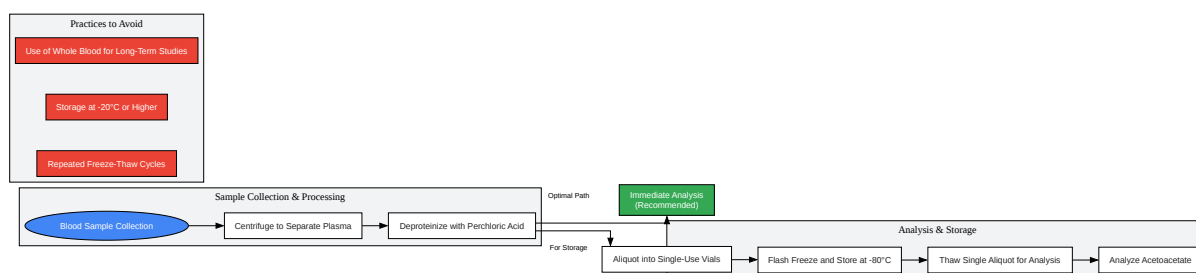 Practices to Avoid
Use of Whole Blood for Long-Term Studies
Storage at -20°C or Higher
Repeated Freeze-Thaw Cycles
Sample Collection & Processing
Blood Sample Collection
Centrifuge to Separate Plasma
Deproteinize with Perchloric Acid
Optimal Path
For Storage
Immediate Analysis
(Recommended)
Analysis & Storage
Aliquot into Single-Use Vials
Flash Freeze and Store at -80°C
Thaw Single Aliquot for Analysis
Analyze Acetoacetate